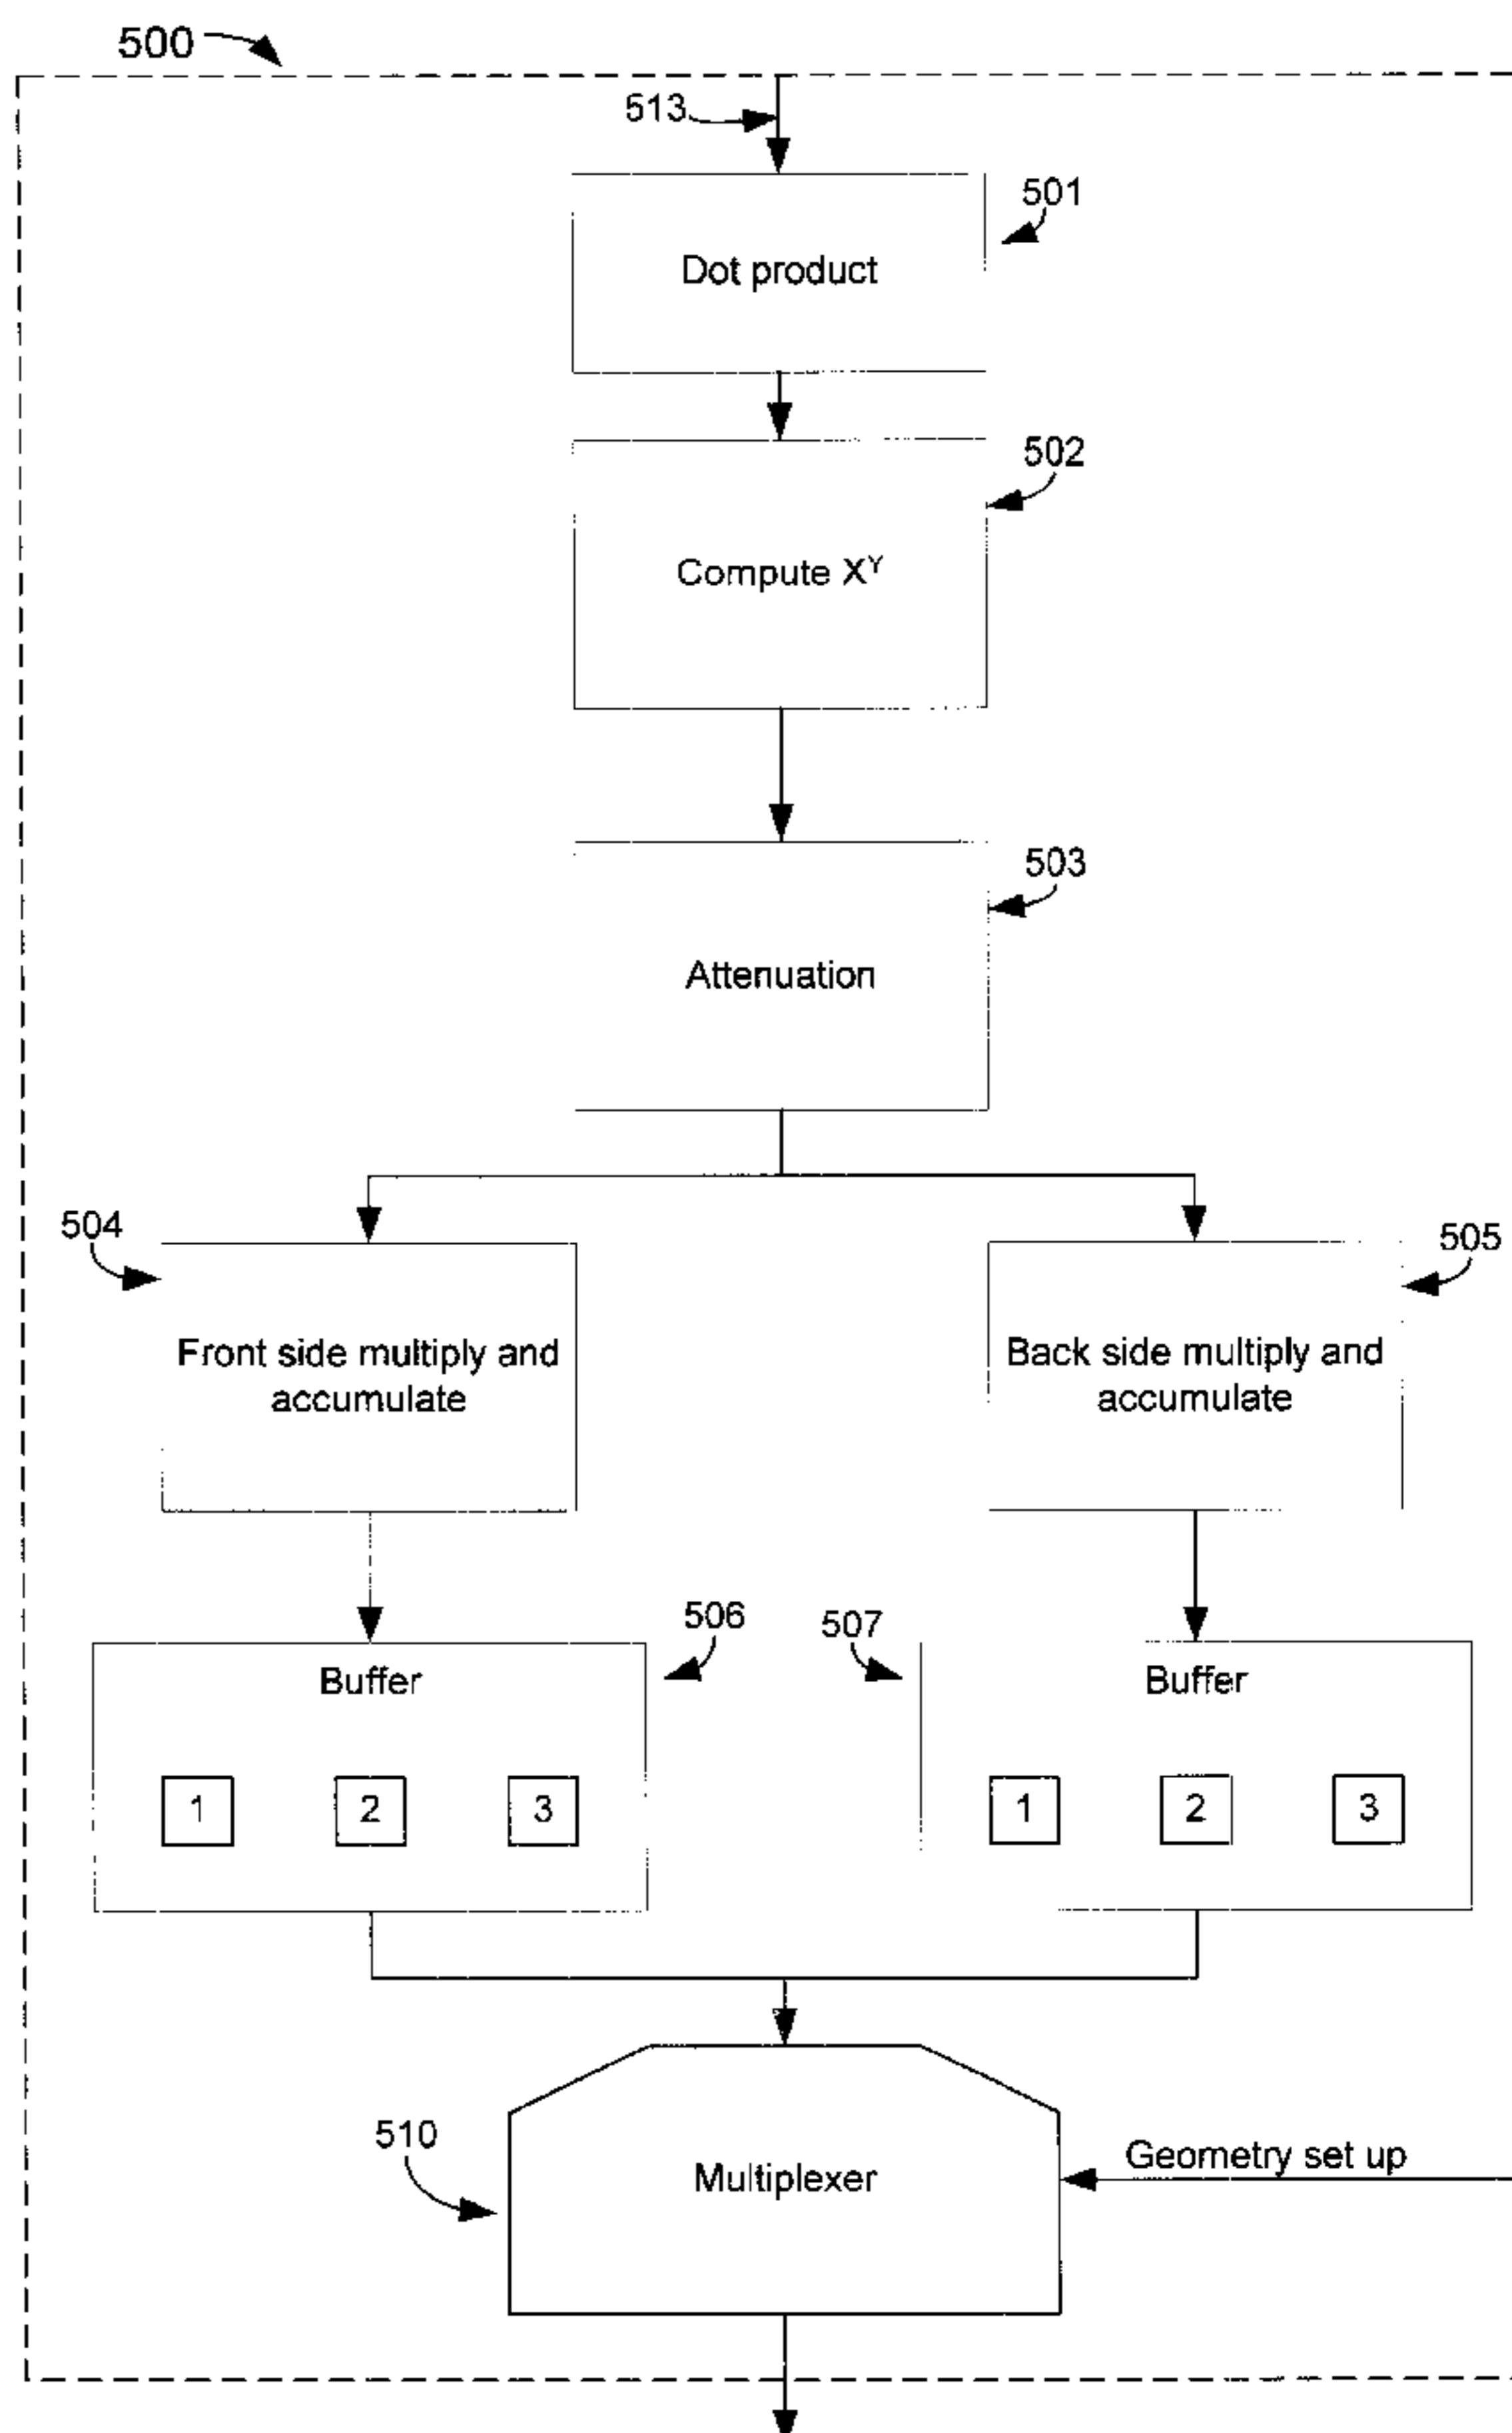 500
513
501
Dot product
502
Compute X^Y
503
Attenuation
504
505
Front side multiply and
accumulate
Back side multiply and
accumulate
506
507
Buffer
1 2 3
Buffer
1 2 3
510
Multiplexer
Geometry set up